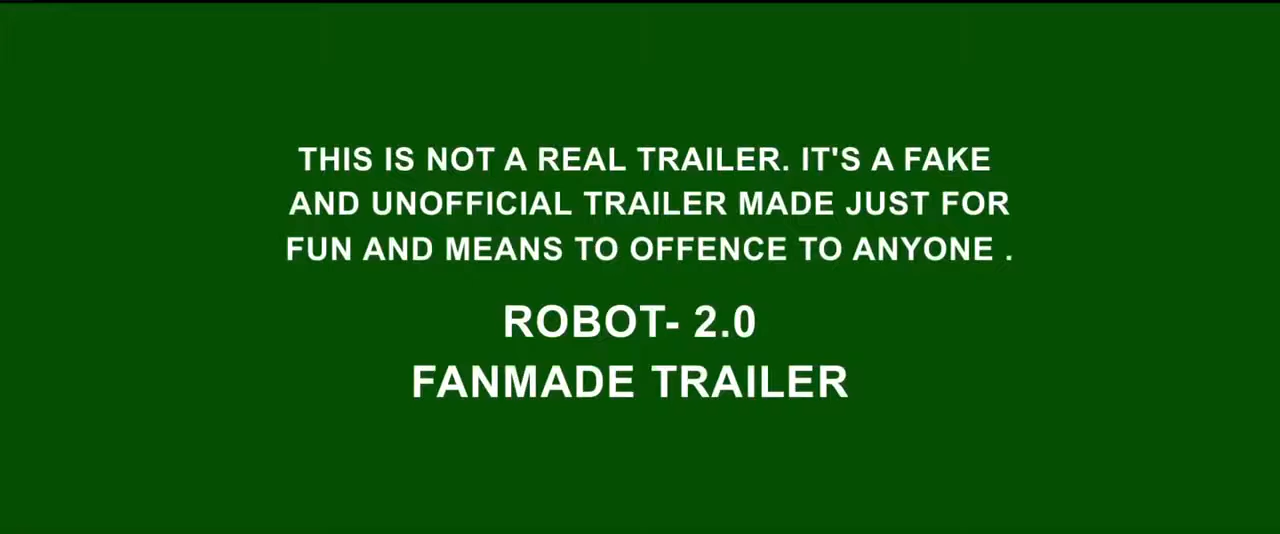 THIS IS NOT A REAL TRAILER. IT'S A FAKE
AND UNOFFICIAL TRAILER MADE JUST FOR
FUN AND MEANS TO OFFENCE TO ANYONE .
ROBOT- 2.0
FANMADE TRAILER